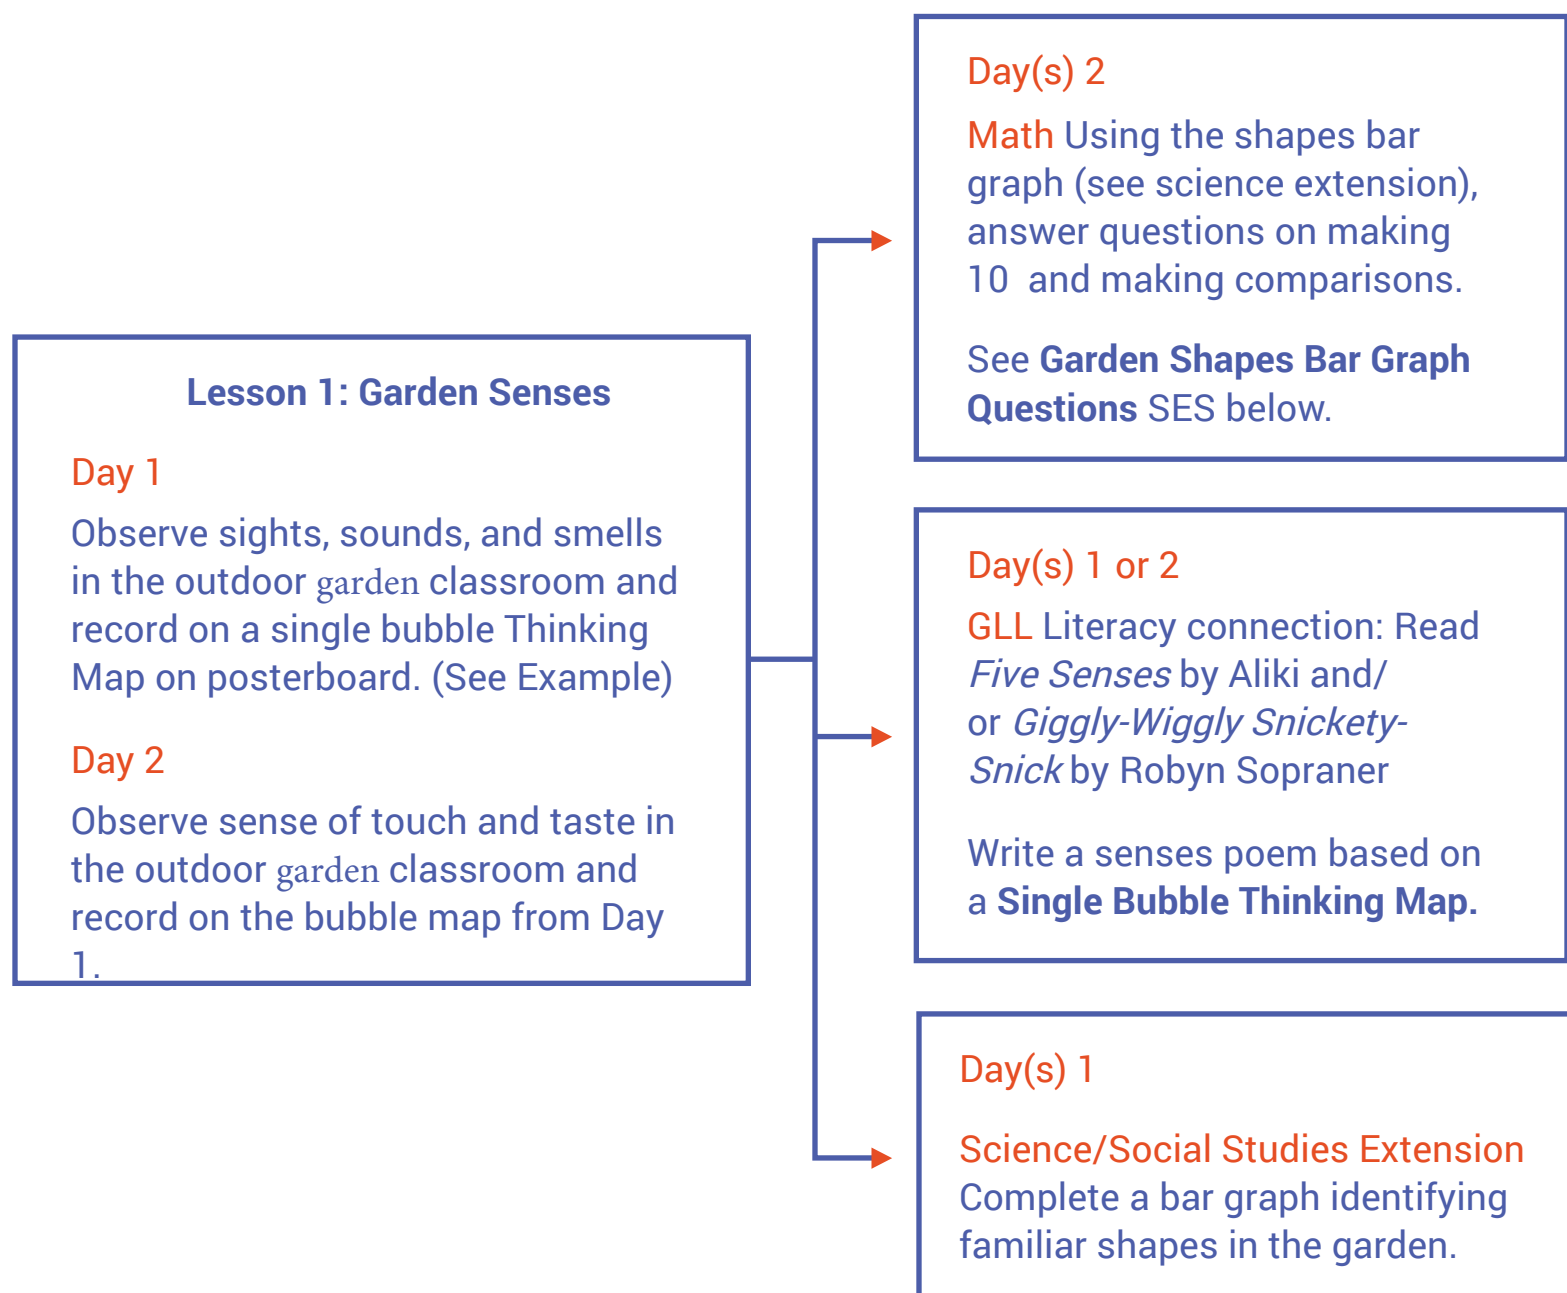 Lesson 1: Garden Senses
Day 1
Observe sights, sounds, and smells
in the outdoor garden classroom and
record on a single bubble Thinking
Map on posterboard. (See Example)
Day 2
Observe sense of touch and taste in
the outdoor garden classroom and
record on the bubble map from Day
1.
Day(s) 2
Math Using the shapes bar
graph (see science extension),
answer questions on making
10 and making comparisons.
See Garden Shapes Bar Graph
Questions SES below.
Day(s) 1 or 2
GLL Literacy connection: Read
Five Senses by Aliki and/
or Giggly-Wiggly Snickety-
Snick by Robyn Sopraner
Write a senses poem based on
a Single Bubble Thinking Map.
Day(s) 1
Science/Social Studies Extension
Complete a bar graph identifying
familiar shapes in the garden.